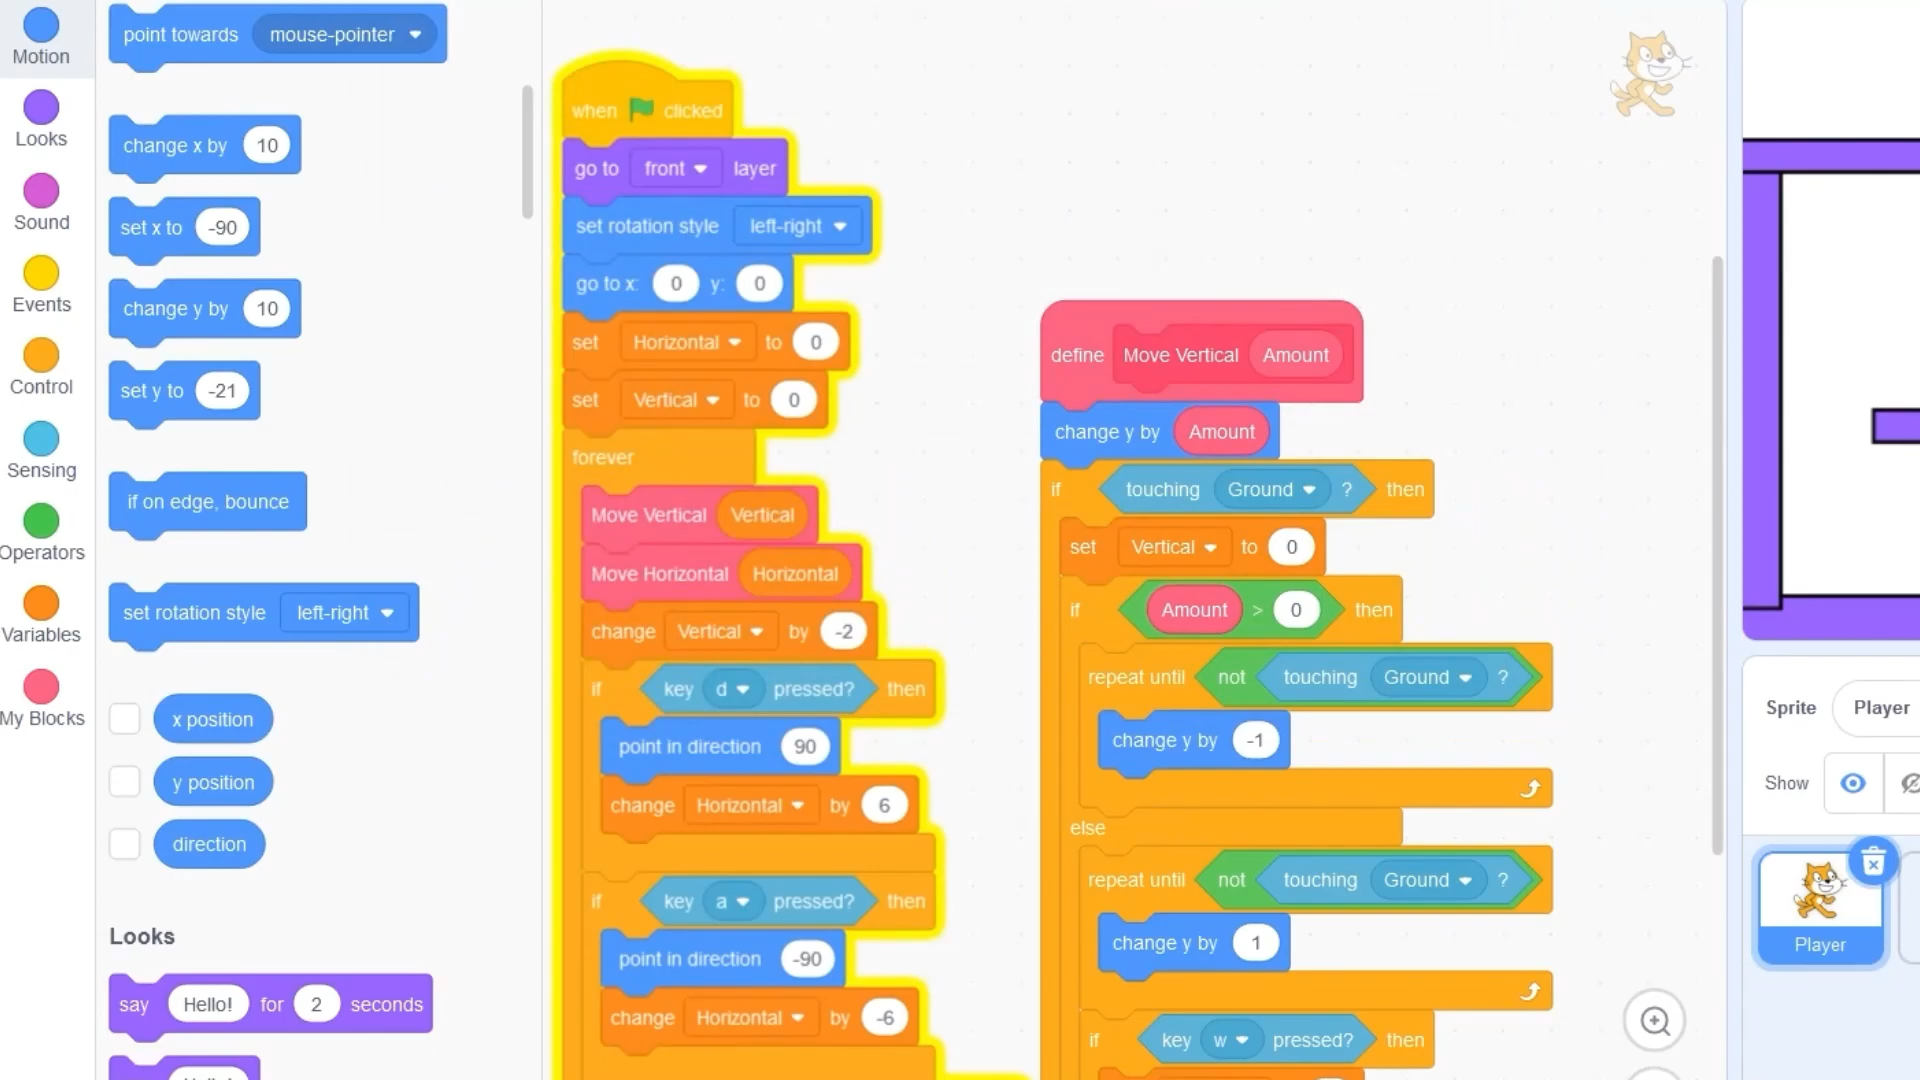 Motion
Looks
Sound
Events
Control
Sensing
Operators
Variables
My Blocks
point towards mouse-pointer
change x by 10
set x to -90
change y by 10
set y to -21
if on edge, bounce
set rotation style left-right
x position
y position
direction
Looks
say Hello! for 2 seconds
when clicked
go to front layer
set rotation style left-right
go to x: 0 y: 0
set Horizontal to 0
set Vertical to 0
forever
Move Vertical Vertical
Move Horizontal Horizontal
change Vertical by -2
if key d pressed? then
point in direction 90
change Horizontal by 6
if key a pressed? then
point in direction -90
change Horizontal by -6
define Move Vertical Amount
change y by Amount
if touching Ground ? then
set Vertical to 0
if Amount > 0 then
repeat until not touching Ground ?
change y by -1
else
repeat until not touching Ground ?
change y by 1
if key w pressed? then
Sprite Player
Show
Player